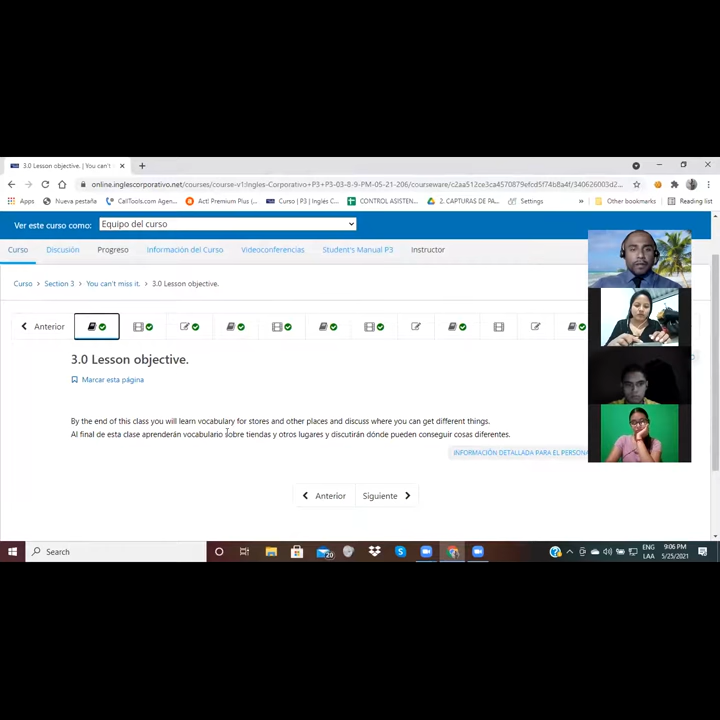 3.0 Lesson objective. | You can't
online.inglescorporativo.net/courses/course-v1:Ingles-Corporativo+P3+P3-03-8-9-PM-05-21-206/courseware/c2aa512ce3ca4570879efcd5f74b8a4f/340626003d2...
Apps Nueva pestaña CallTools.com Agen... Act! Premium Plus (... Curso | P3 | Inglés C... CONTROL ASISTEN... 2. CAPTURAS DE PA... Settings » Other bookmarks Reading list
Ver este curso como: Equipo del curso
Curso Discusión Progreso Información del Curso Videoconferencias Student's Manual P3 Instructor
Curso > Section 3 > You can't miss it. > 3.0 Lesson objective.
Anterior
3.0 Lesson objective.
Marcar esta página
By the end of this class you will learn vocabulary for stores and other places and discuss where you can get different things.
Al final de esta clase aprenderán vocabulario sobre tiendas y otros lugares y discutirán dónde pueden conseguir cosas diferentes.
INFORMACIÓN DETALLADA PARA EL PERSONA
Anterior Siguiente
Search 20 ENG LAA 9:06 PM 5/25/2021